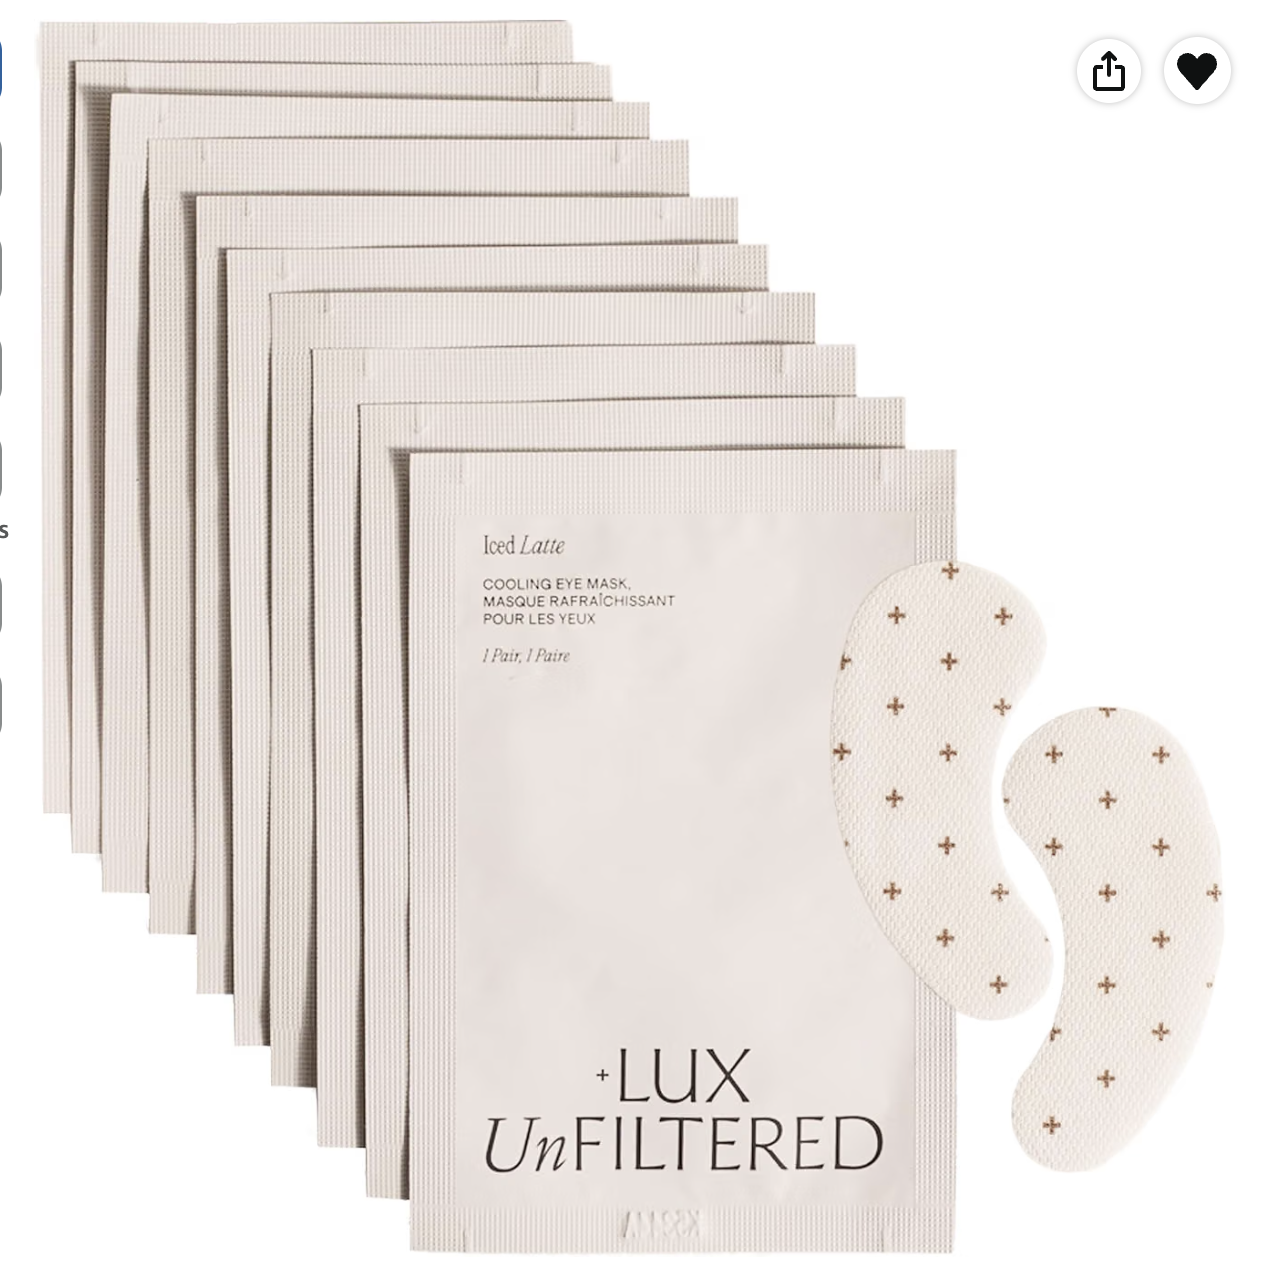 Iced Latte
COOLING EYE MASK,
MASQUE RAFRAÎCHISSANT
POUR LES YEUX
1 Pair, 1 Paire
+LUX
UnFILTERED
s